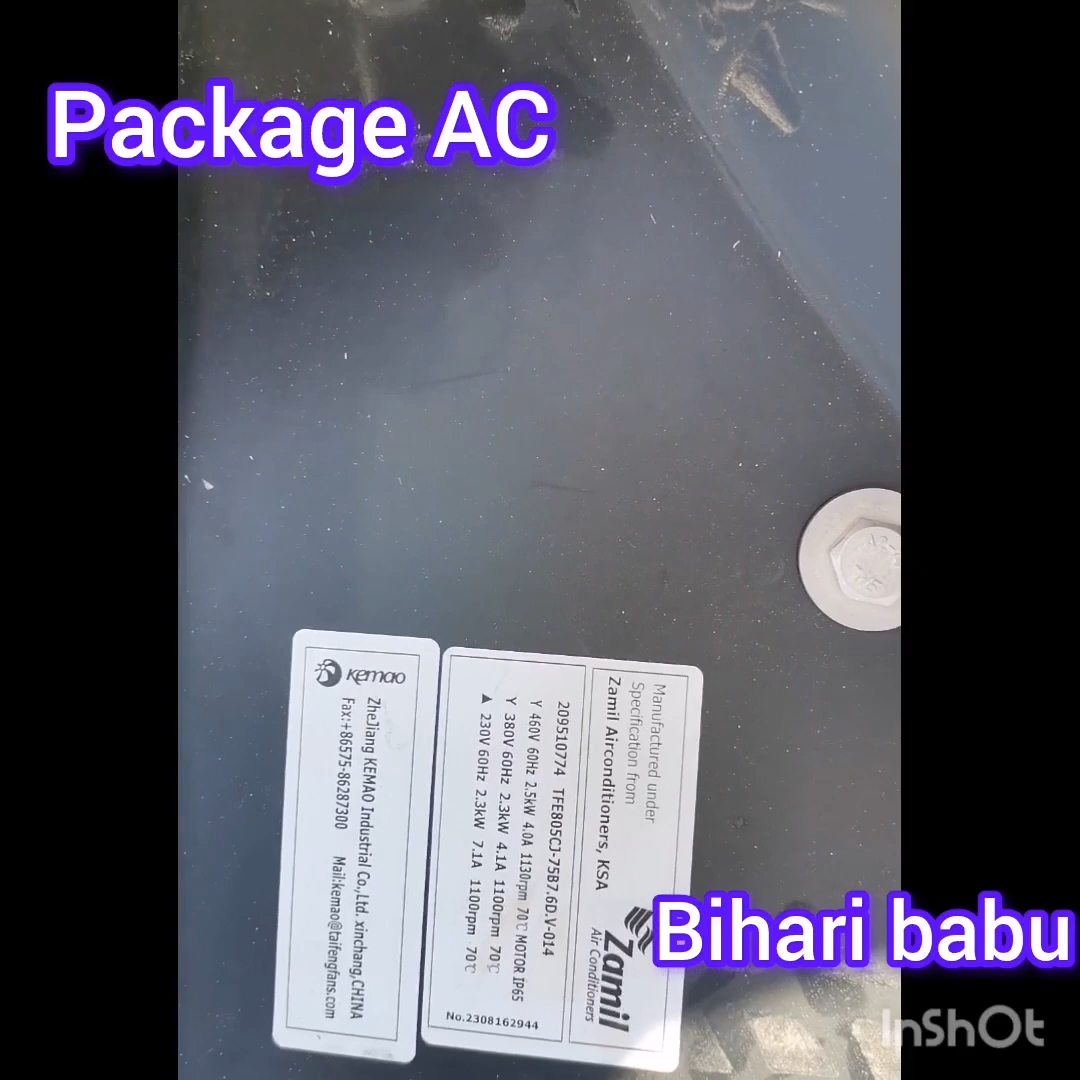 Package AC
Manufactured under
Specification from
Zamil Airconditioners, KSA
Zamil
Air Conditioners
209510774 TFE805CJ-75B7.6D.V-014
Y 460V 60Hz 2.5kW 4.0A 1130rpm 70℃ MOTOR IP65
Y 380V 60Hz 2.3kW 4.1A 1100rpm 70℃
▲ 230V 60Hz 2.3kW 7.1A 1100rpm 70℃
No.2308162944
kemao
ZheJiang KEMAO Industrial Co.,Ltd. xinchang,CHINA
Fax:+86575-86287300 Mail:kemao@taifengfans.com
Bihari babu
InShOt